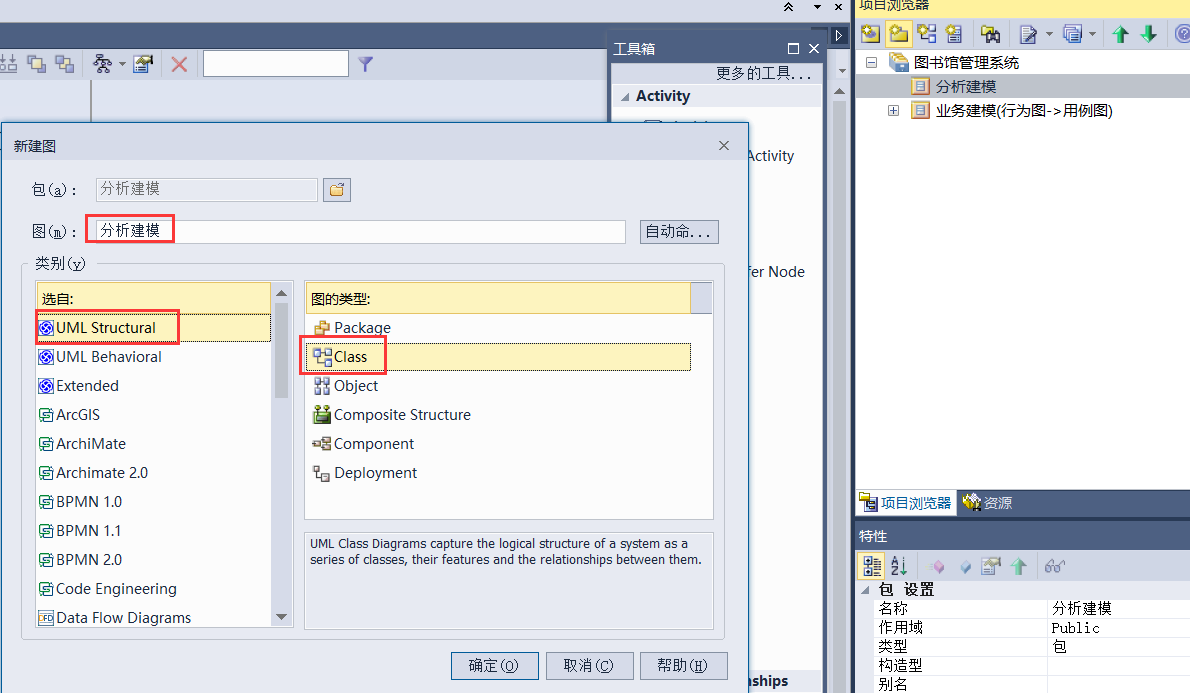 项目浏览器
工具箱
更多的工具...
Activity
Activity
fer Node
图书馆管理系统
分析建模
业务建模(行为图->用例图)
新建图
包(a):
分析建模
图(m):
分析建模
自动命...
类别(y)
选自:
UML Structural
UML Behavioral
Extended
ArcGIS
ArchiMate
Archimate 2.0
BPMN 1.0
BPMN 1.1
BPMN 2.0
Code Engineering
Data Flow Diagrams
图的类型:
Package
Class
Object
Composite Structure
Component
Deployment
UML Class Diagrams capture the logical structure of a system as a
series of classes, their features and the relationships between them.
确定(O)
取消(C)
帮助(H)
nships
项目浏览器
资源
特性
包 设置
名称 分析建模
作用域 Public
类型 包
构造型
别名